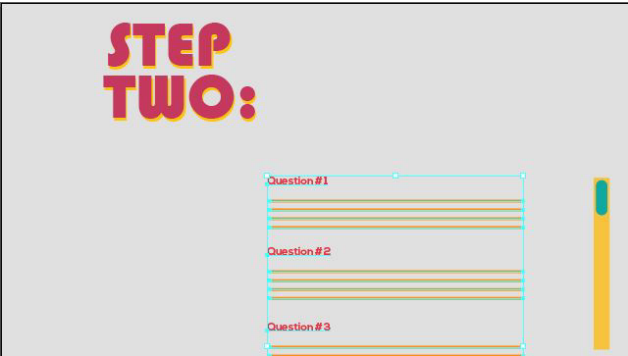 STEP
TWO:
Question #1
Question #2
Question #3